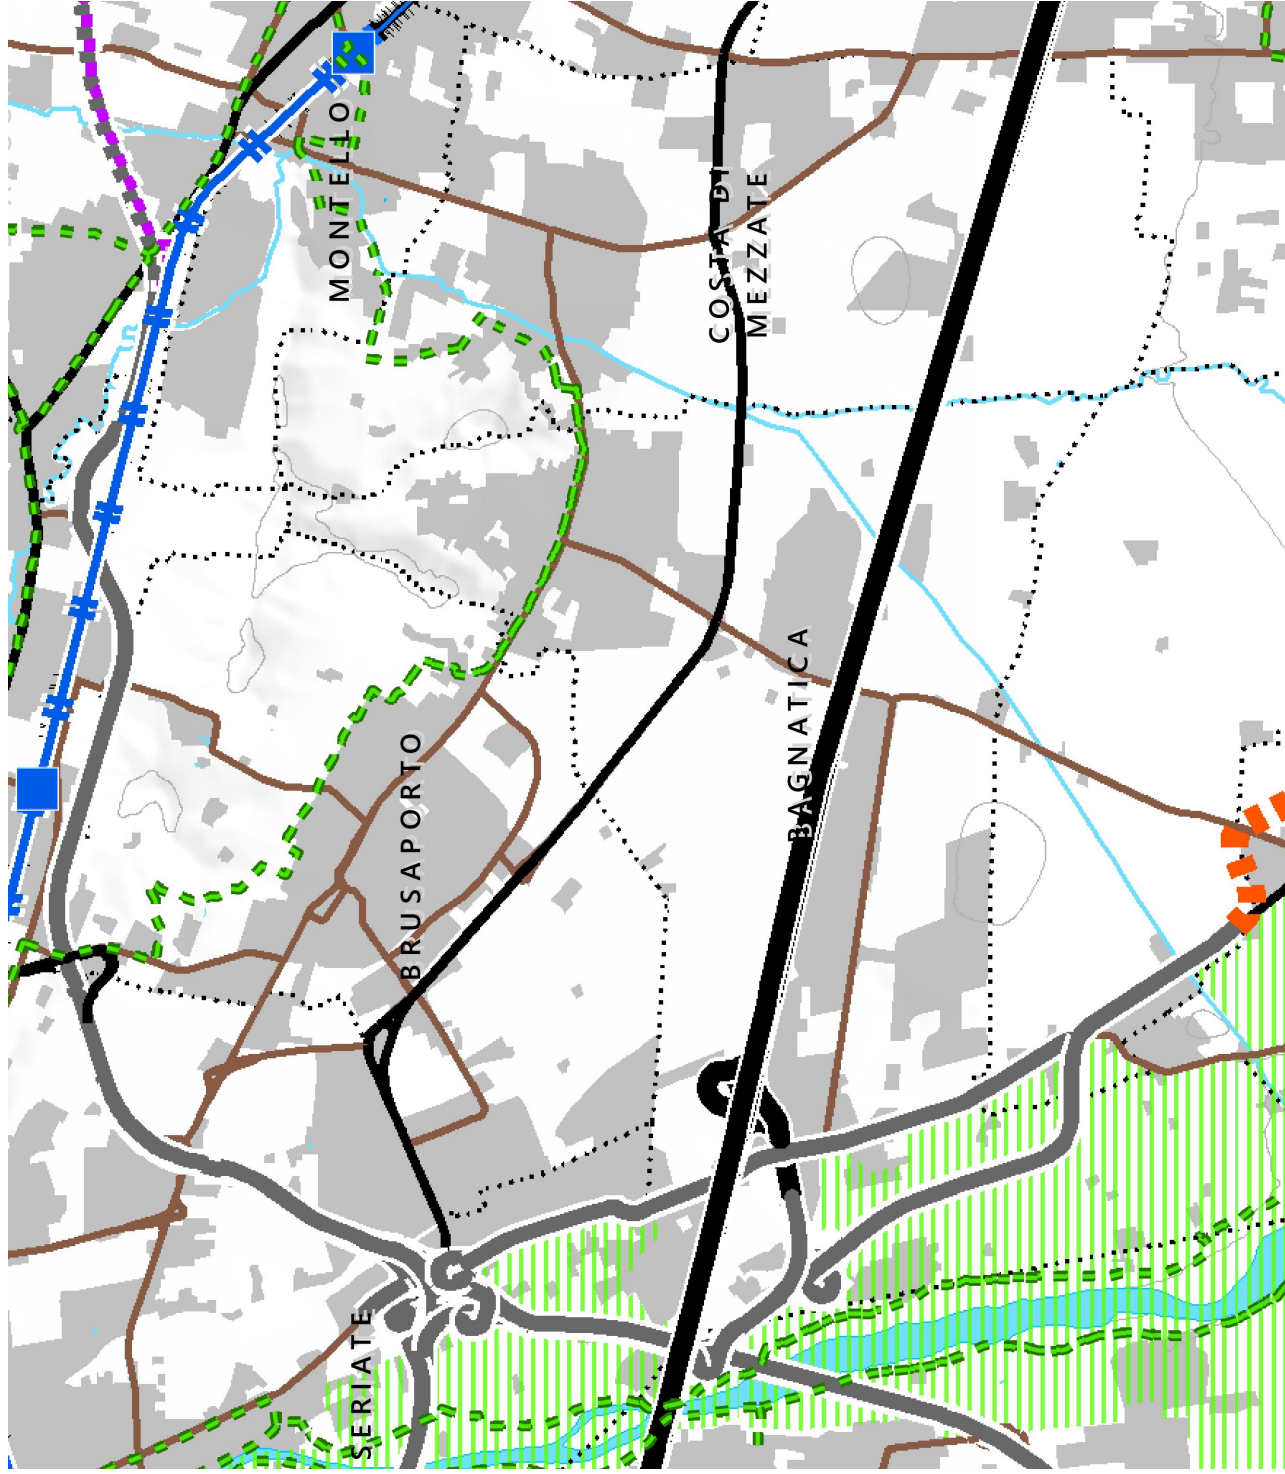 MONTELLO
COSTA DI
MEZZATE
BAGNATICA
BRUSAPORTO
SERIATE